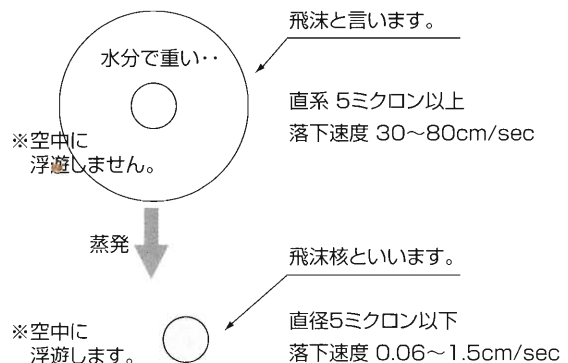 飛沫と言います。
水分で重い‥
直系 5ミクロン以上
落下速度 30～80cm/sec
※空中に
浮遊しません。
蒸発
飛沫核といいます。
直径5ミクロン以下
落下速度 0.06～1.5cm/sec
※空中に
浮遊します。